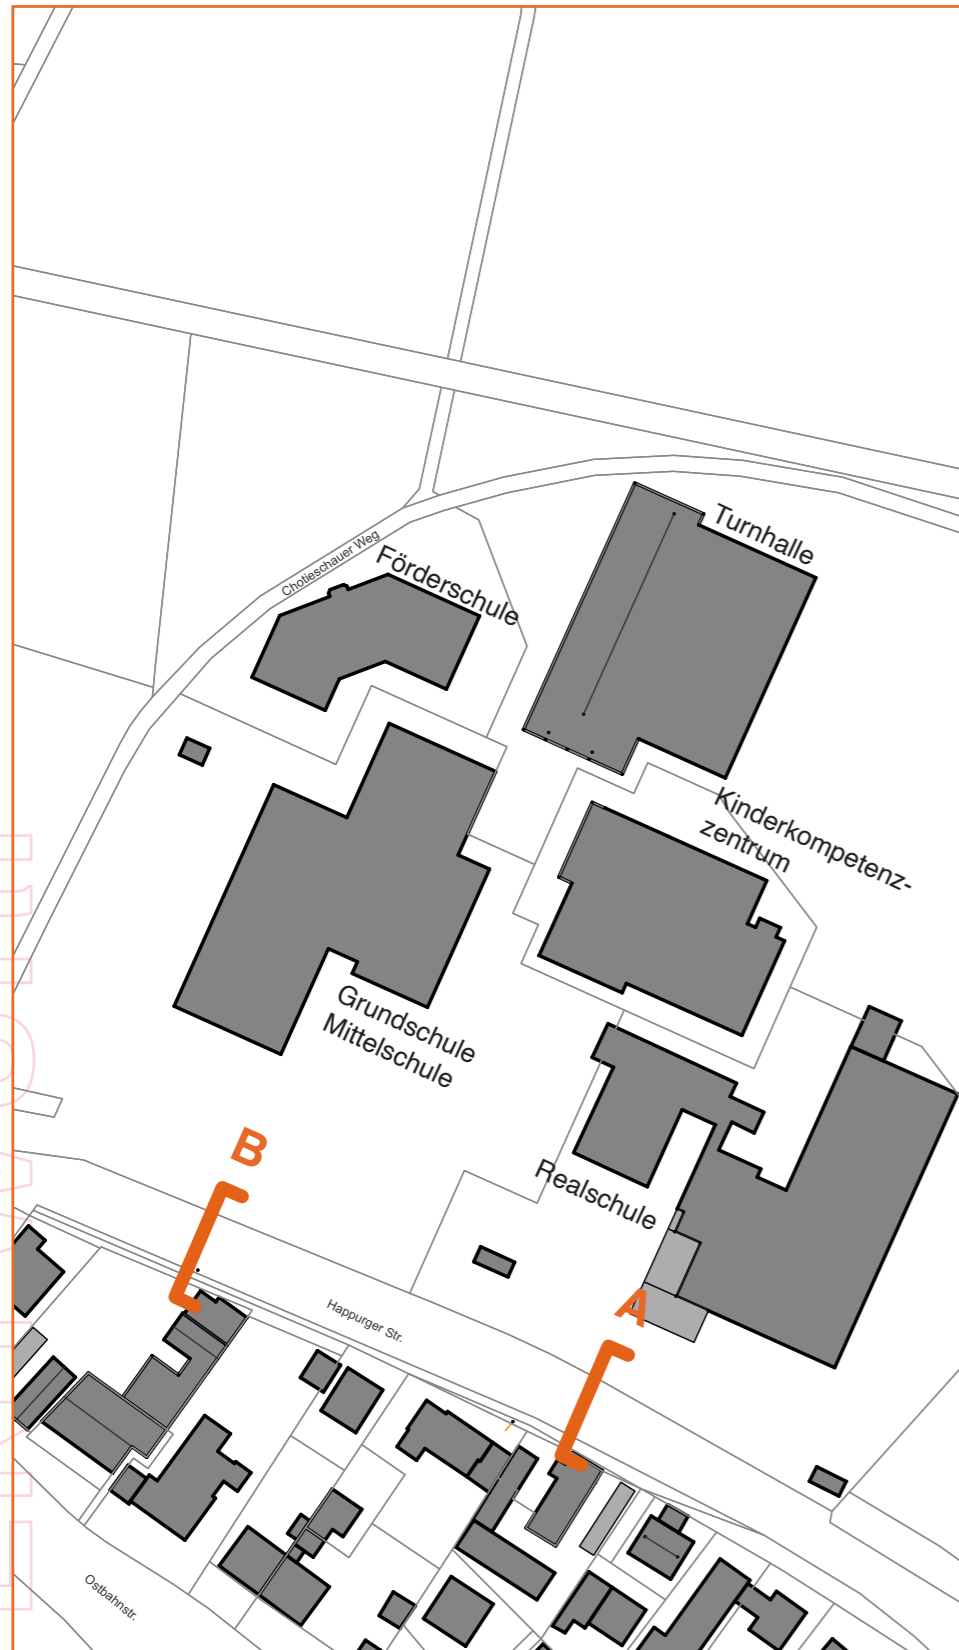 Turnhalle
Chotieschauer Weg
Förderschule
Kinderkompetenz-
zentrum
Grundschule
Mittelschule
B
Realschule
A
Happurger Str.
Ostbahnstr.